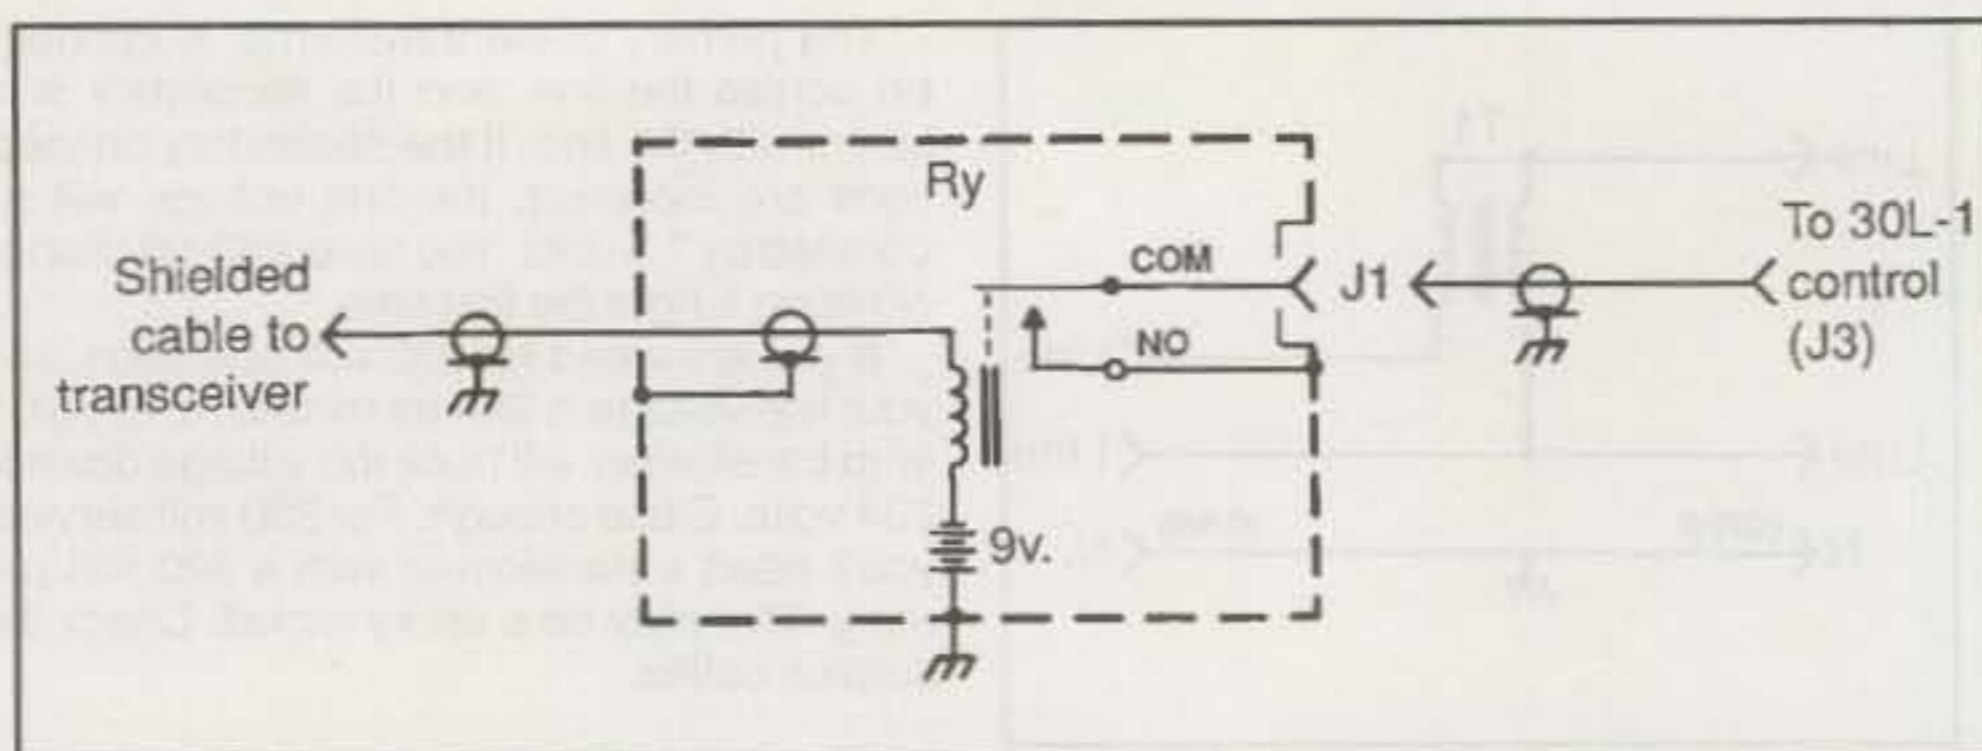 Ry
Shielded
cable to
transceiver
COM
NO
J1
To 30L-1
control
(J3)
9v.